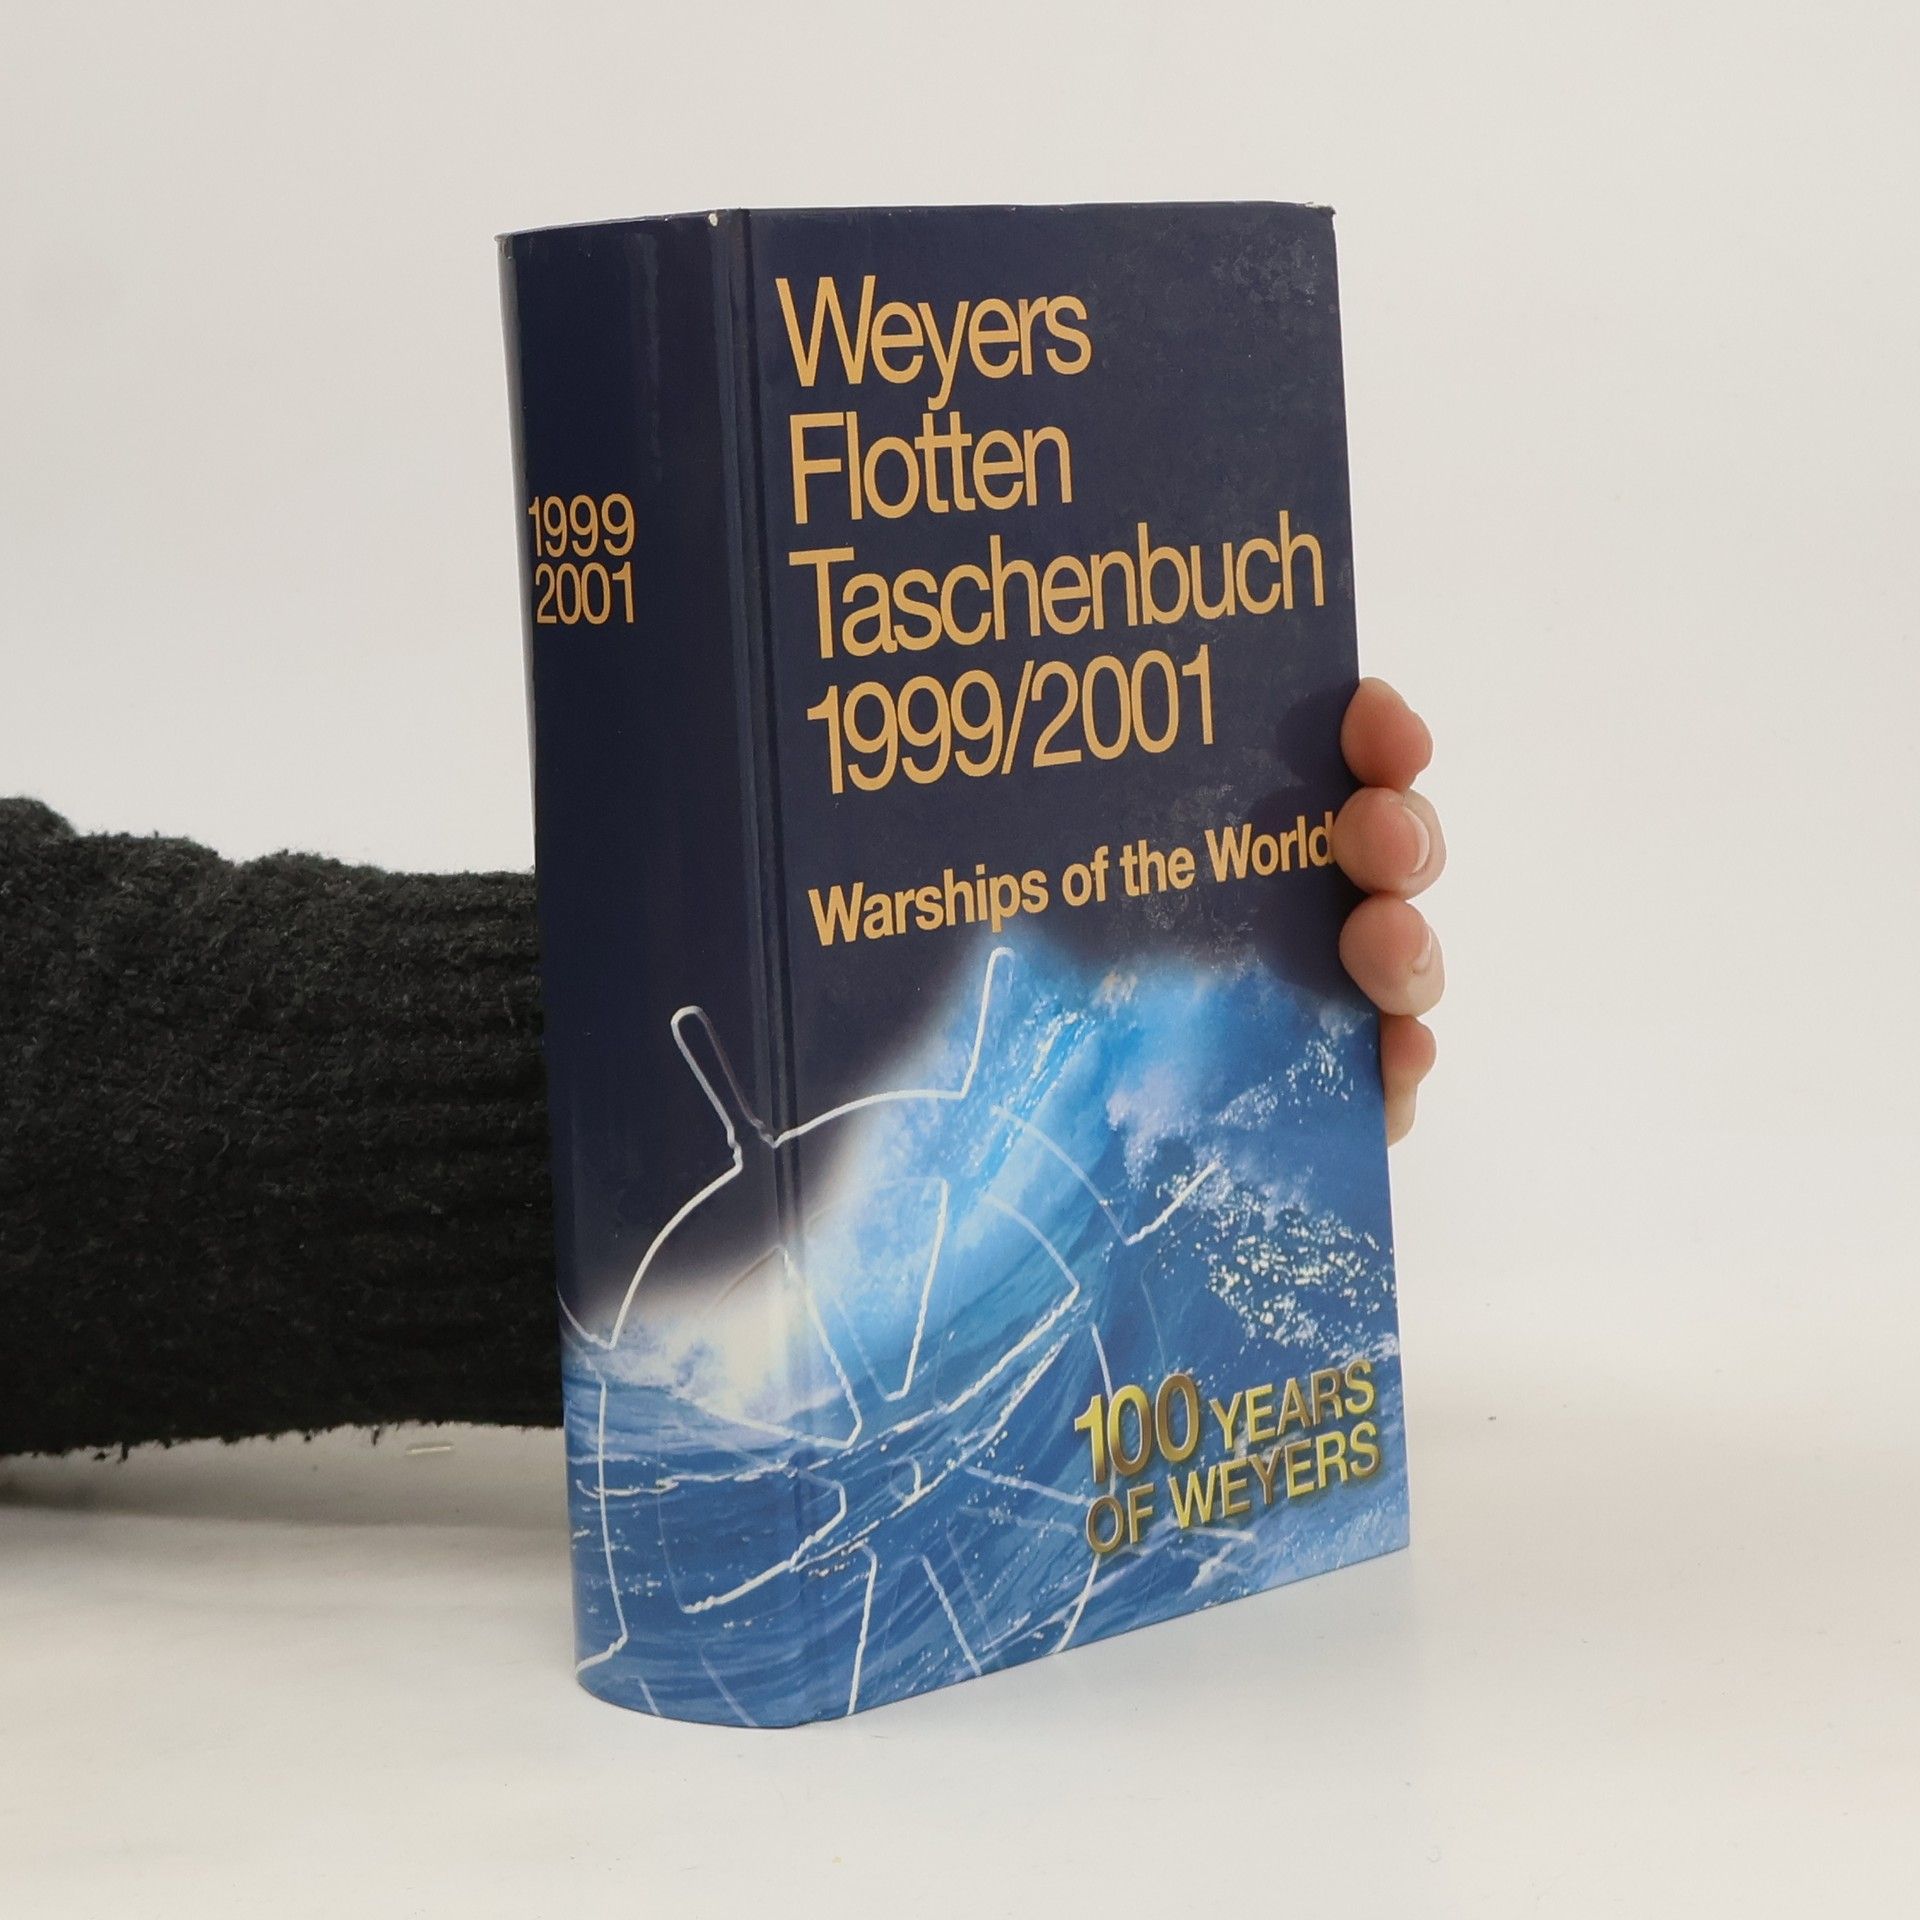 1999
2001
Weyers
Flotten
Taschenbuch
1999/2001
Warships of the World
100 YEARS
OF WEYERS